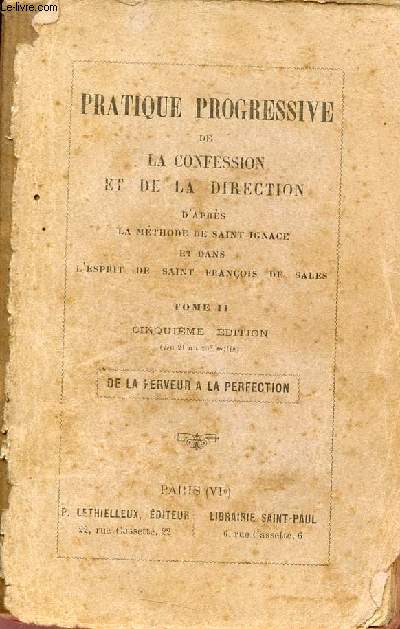 Le-livre.com
PRATIQUE PROGRESSIVE
DE
LA CONFESSION
ET DE LA DIRECTION
D'APRÈS
LA MÉTHODE DE SAINT IGNACE
ET DANS
L'ESPRIT DE SAINT FRANÇOIS DE SALES
TOME II
CINQUIÈME ÉDITION
DE LA FERVEUR A LA PERFECTION
PARIS (VIe)
P. LETHIELLEUX, ÉDITEUR
22, rue Cassette, 22
LIBRAIRIE SAINT-PAUL
6, rue Cassette, 6